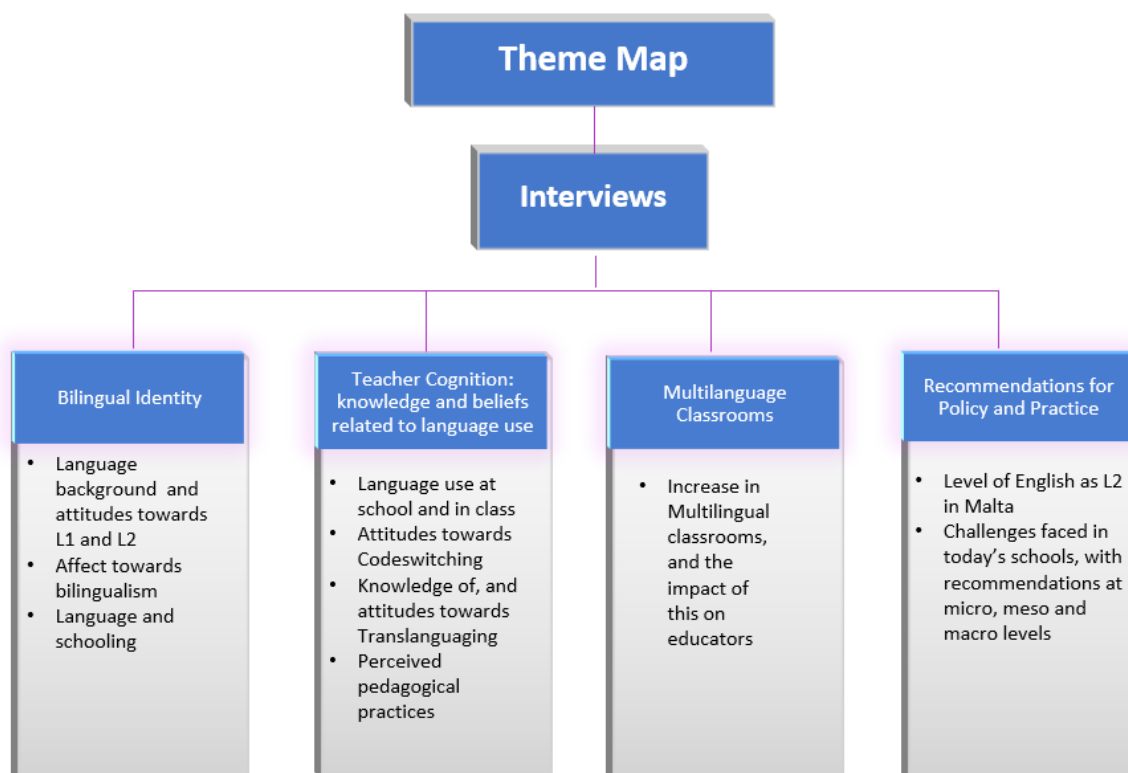 Theme Map
Interviews
Bilingual Identity
• Language
background and
attitudes towards
L1 and L2
• Affect towards
bilingualism
• Language and
schooling
Teacher Cognition:
knowledge and beliefs
related to language use
• Language use at
school and in class
• Attitudes towards
Codeswitching
• Knowledge of, and
attitudes towards
Translanguaging
• Perceived
pedagogical
practices
Multilanguage
Classrooms
• Increase in
Multilingual
classrooms,
and the
impact of
this on
educators
Recommendations for
Policy and Practice
• Level of English as L2
in Malta
• Challenges faced in
today's schools, with
recommendations at
micro, meso and
macro levels